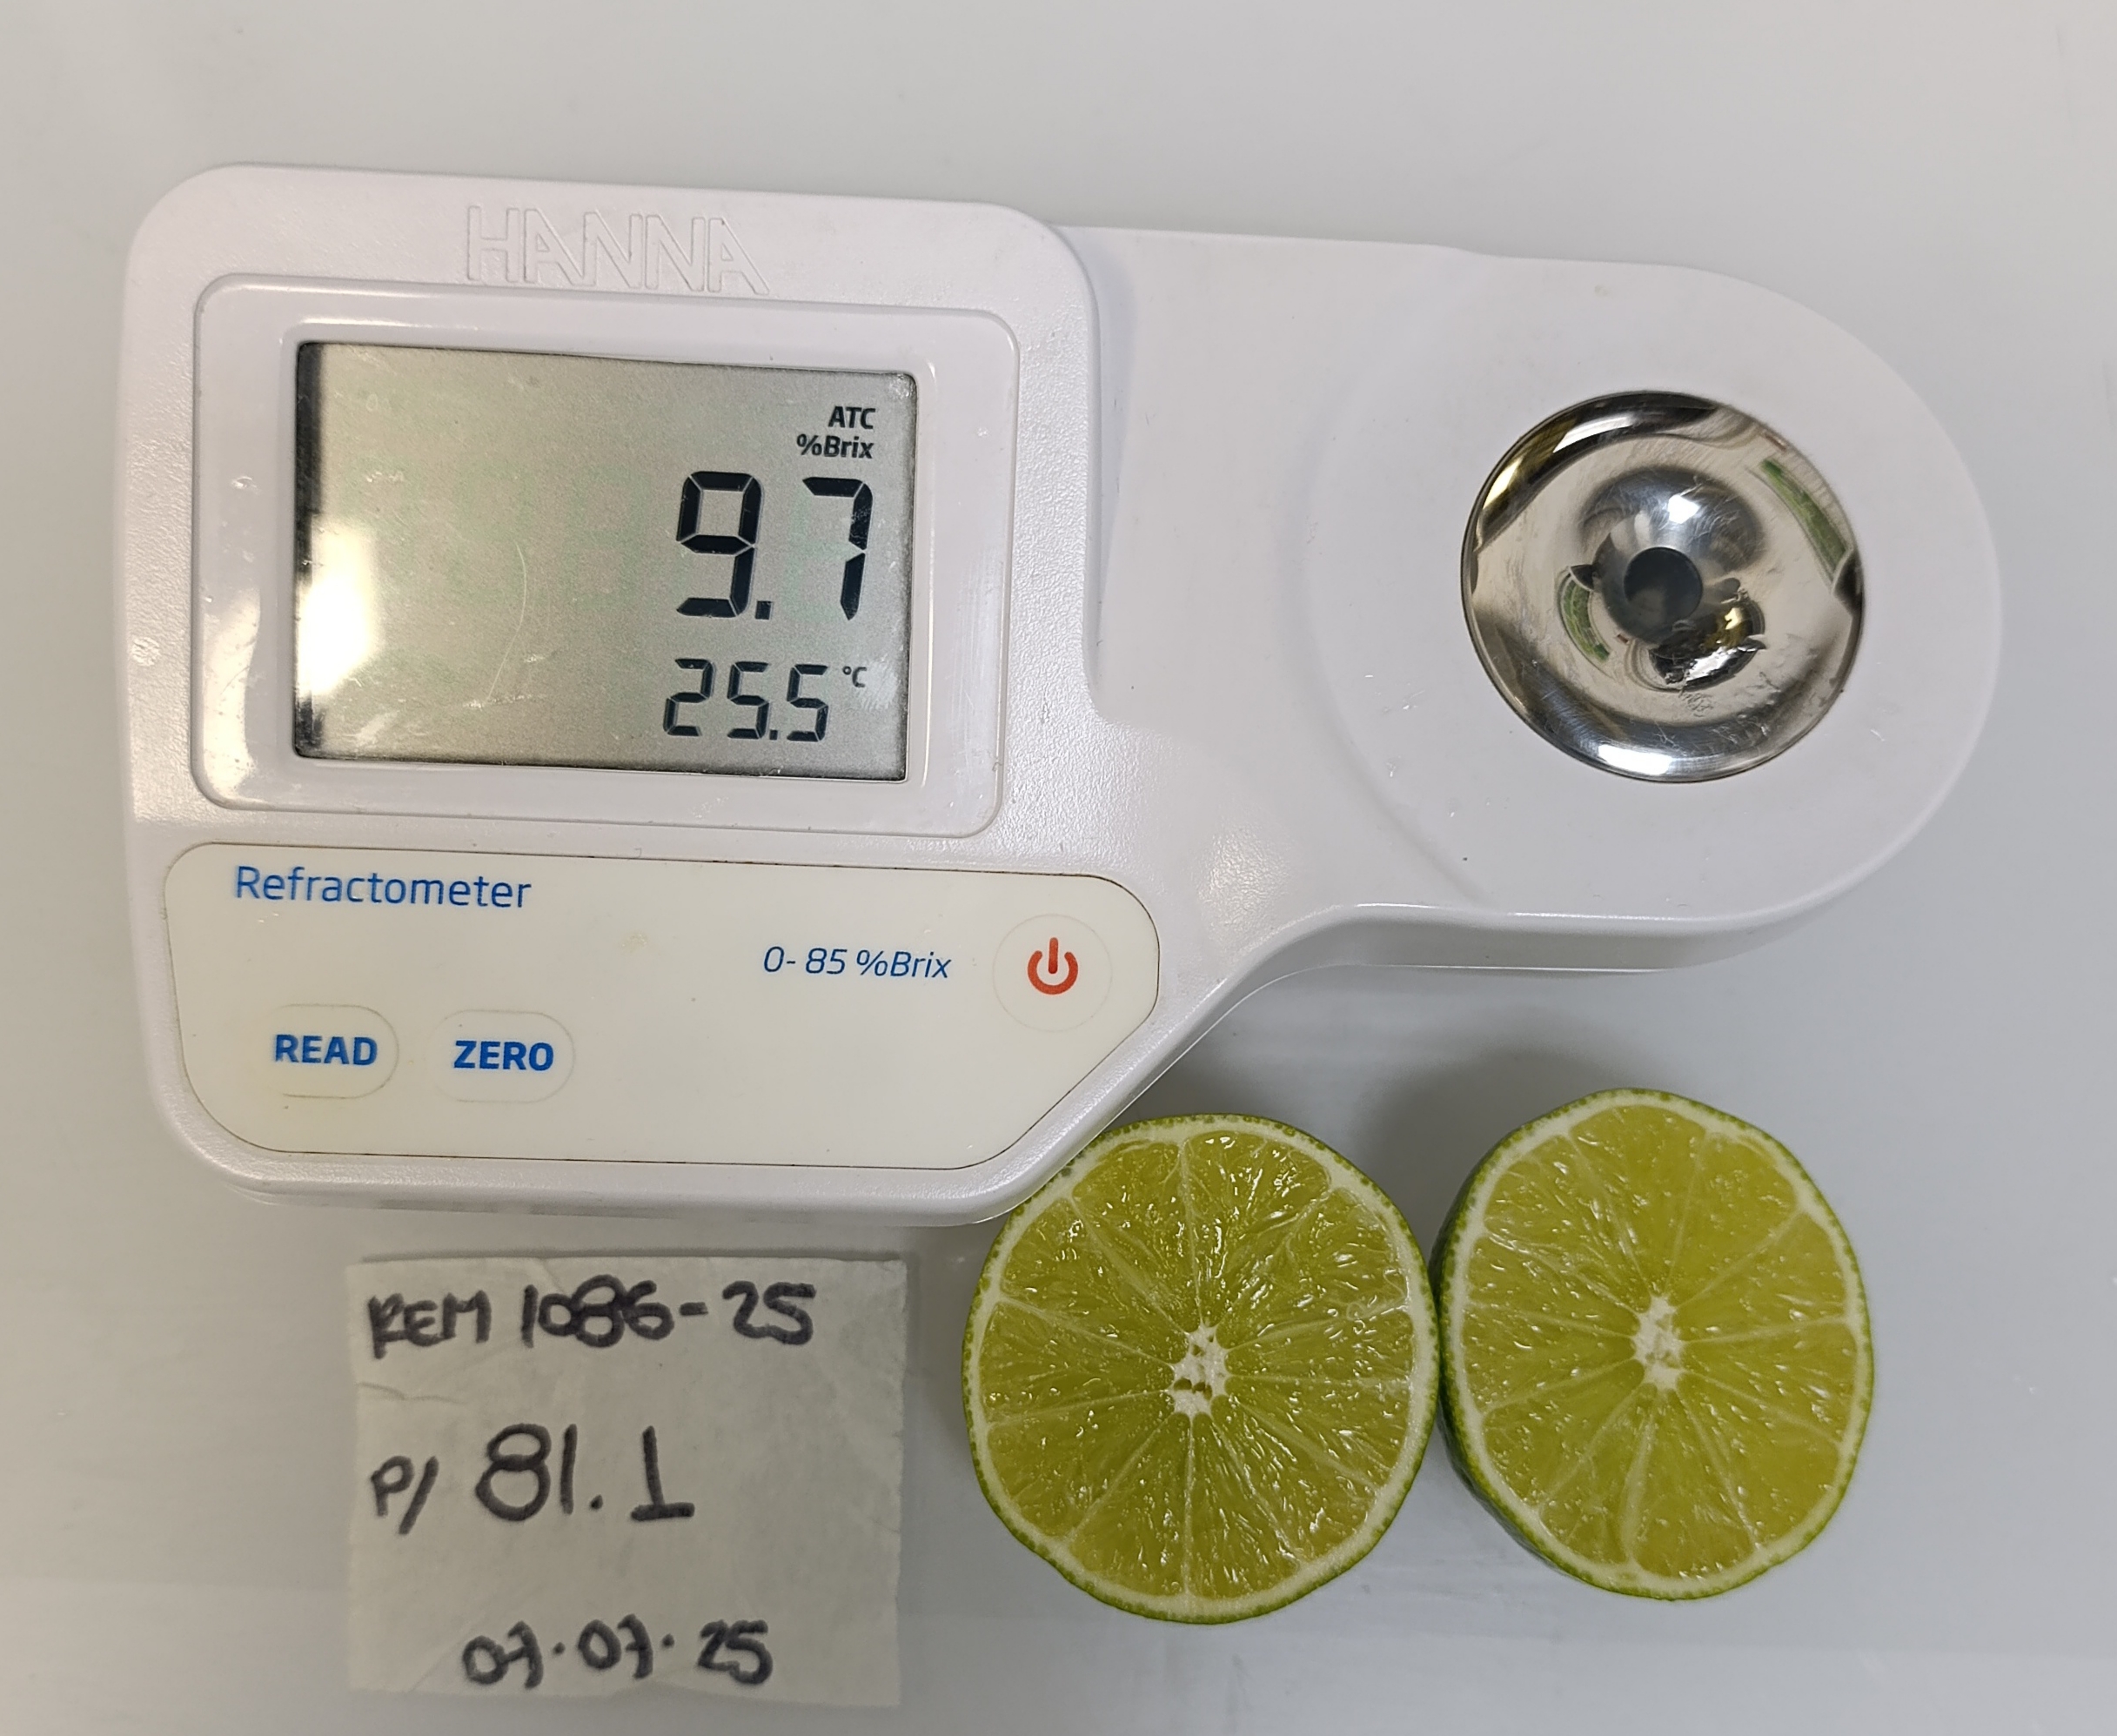 HANNA
ATC
%Brix
9.7
25.5 °C
Refractometer
0- 85 %Brix
READ ZERO
REM 1086-25
P/ 81.1
07.07.25